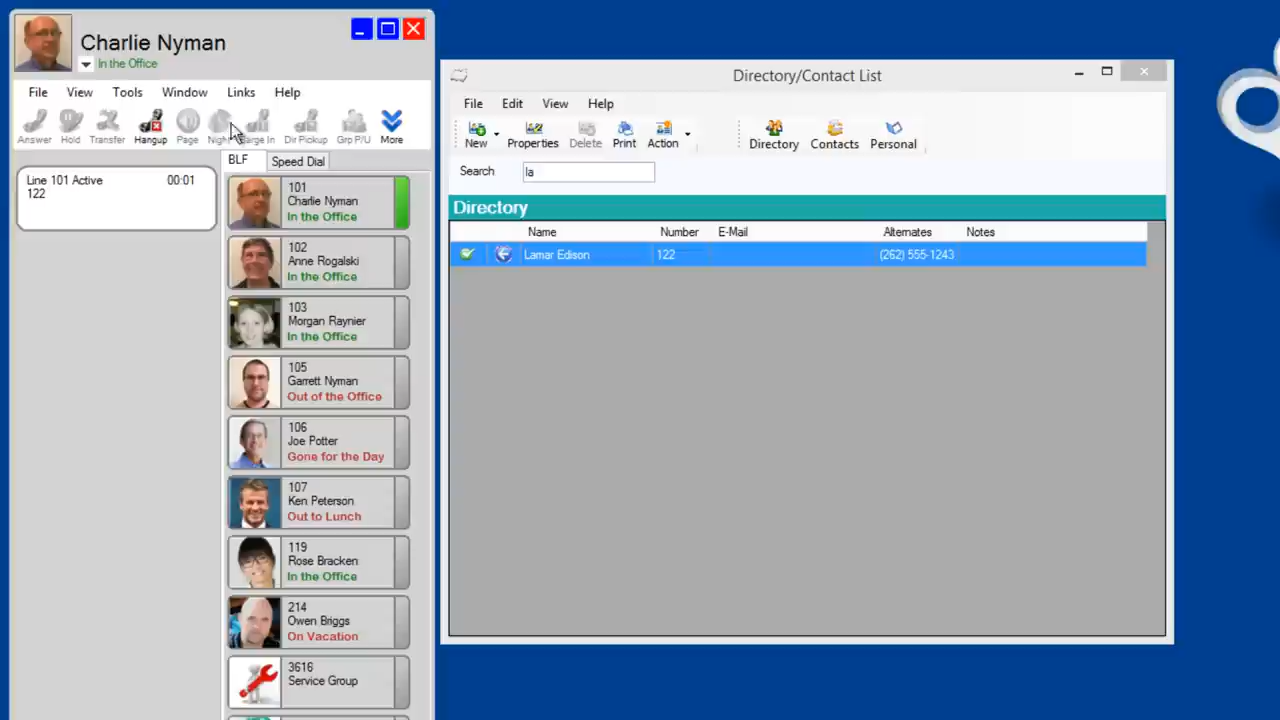 Charlie Nyman
In the Office
File View Tools Window Links Help
Answer Hold Transfer Hangup Page Night Barge In Dir Pickup Grp P/U More
Line 101 Active 00:01
122
BLF Speed Dial
101
Charlie Nyman
In the Office
102
Anne Rogalski
In the Office
103
Morgan Raynier
In the Office
105
Garrett Nyman
Out of the Office
106
Joe Potter
Gone for the Day
107
Ken Peterson
Out to Lunch
119
Rose Bracken
In the Office
214
Owen Briggs
On Vacation
3616
Service Group
Directory/Contact List
File Edit View Help
New Properties Delete Print Action Directory Contacts Personal
Search la
Directory
Name Number E-Mail Alternates Notes
Lamar Edison 122 (262) 555-1243